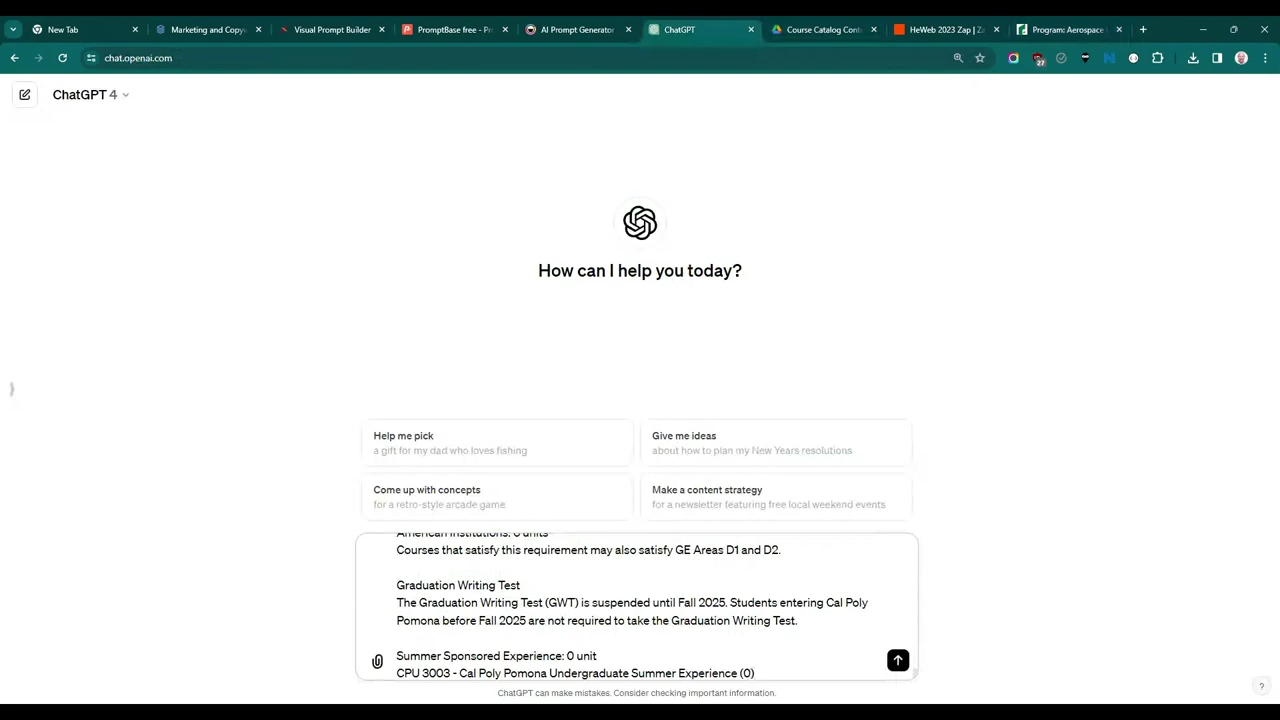 New Tab
Marketing and Copyw
Visual Prompt Builder
PromptBase free - Pr
AI Prompt Generator
ChatGPT
Course Catalog Cont
HeWeb 2023 Zap | Za
Program: Aerospace
chat.openai.com
27
ChatGPT 4
How can I help you today?
Help me pick
a gift for my dad who loves fishing
Give me ideas
about how to plan my New Years resolutions
Come up with concepts
for a retro-style arcade game
Make a content strategy
for a newsletter featuring free local weekend events
American Institutions: 0 units
Courses that satisfy this requirement may also satisfy GE Areas D1 and D2.
Graduation Writing Test
The Graduation Writing Test (GWT) is suspended until Fall 2025. Students entering Cal Poly
Pomona before Fall 2025 are not required to take the Graduation Writing Test.
Summer Sponsored Experience: 0 unit
CPU 3003 - Cal Poly Pomona Undergraduate Summer Experience (0)
ChatGPT can make mistakes. Consider checking important information.
?